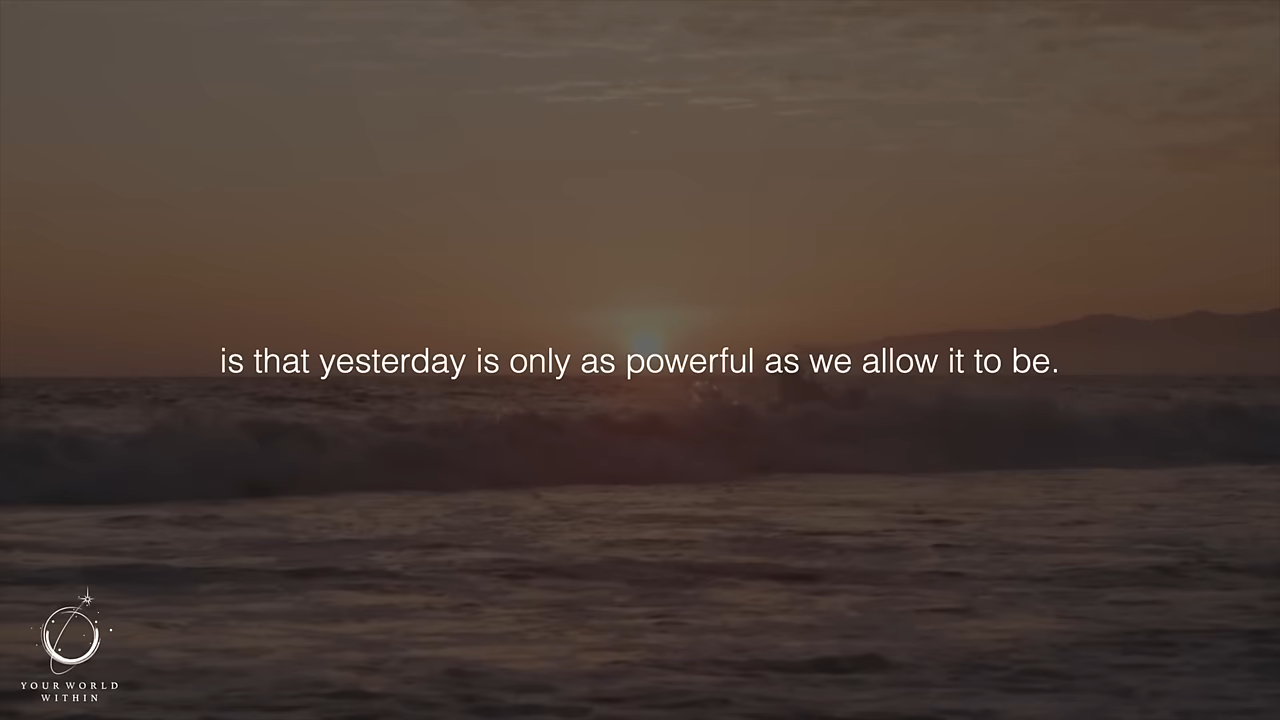 is that yesterday is only as powerful as we allow it to be.
YOUR WORLD
WITHIN